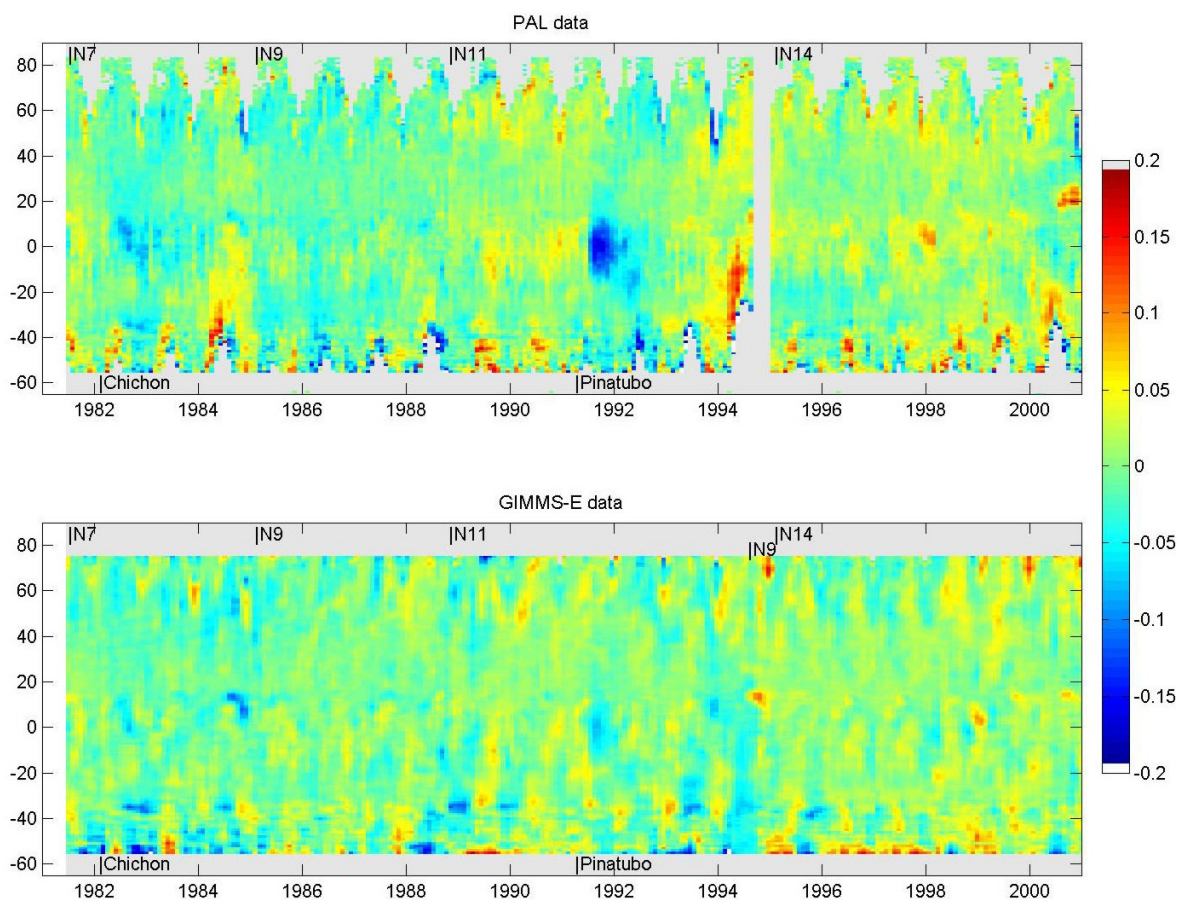 PAL data
|N7 |N9 |N11 |N14
80
60
40
20
0
-20
-40
-60
|Chichon |Pinatubo
1982 1984 1986 1988 1990 1992 1994 1996 1998 2000
GIMMS-E data
|N7 |N9 |N11 |N14
|N9
80
60
40
20
0
-20
-40
-60
|Chichon |Pinatubo
1982 1984 1986 1988 1990 1992 1994 1996 1998 2000
0.2
0.15
0.1
0.05
0
-0.05
-0.1
-0.15
-0.2